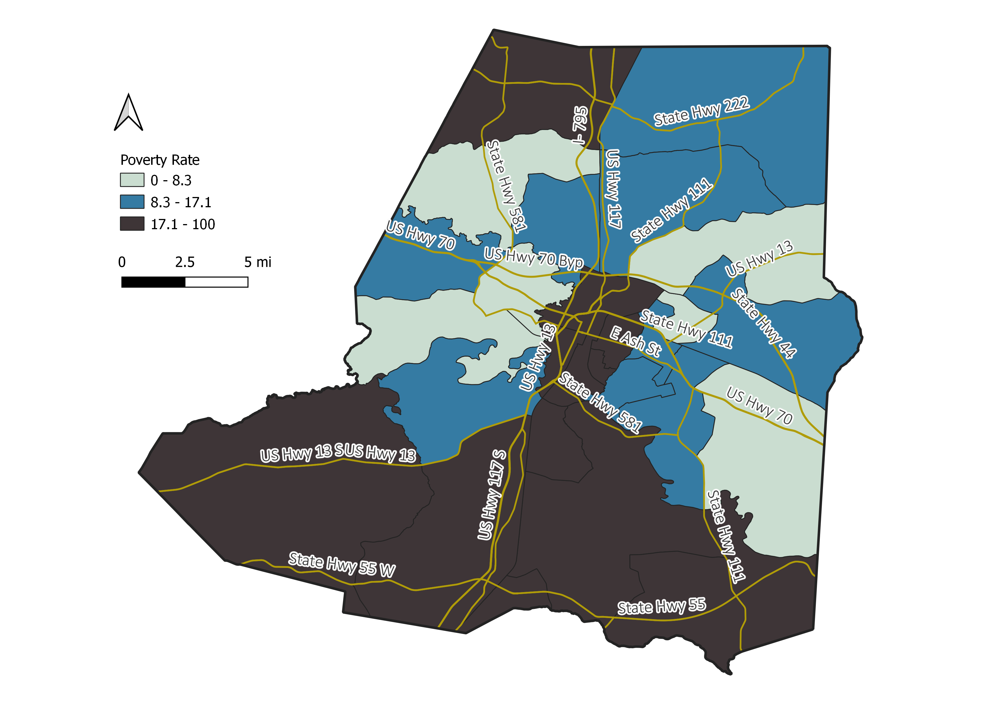 State Hwy 222
I- 795
State Hwy 581
US Hwy 117
Poverty Rate
0 - 8.3
8.3 - 17.1
17.1 - 100
State Hwy 111
US Hwy 70
US Hwy 70 Byp
US Hwy 13
0 2.5 5 mi
State Hwy 44
State Hwy 111
E Ash St
US Hwy 13
State Hwy 581
US Hwy 70
US Hwy 13 SUS Hwy 13
US Hwy 117 S
State Hwy 111
State Hwy 55 W
State Hwy 55